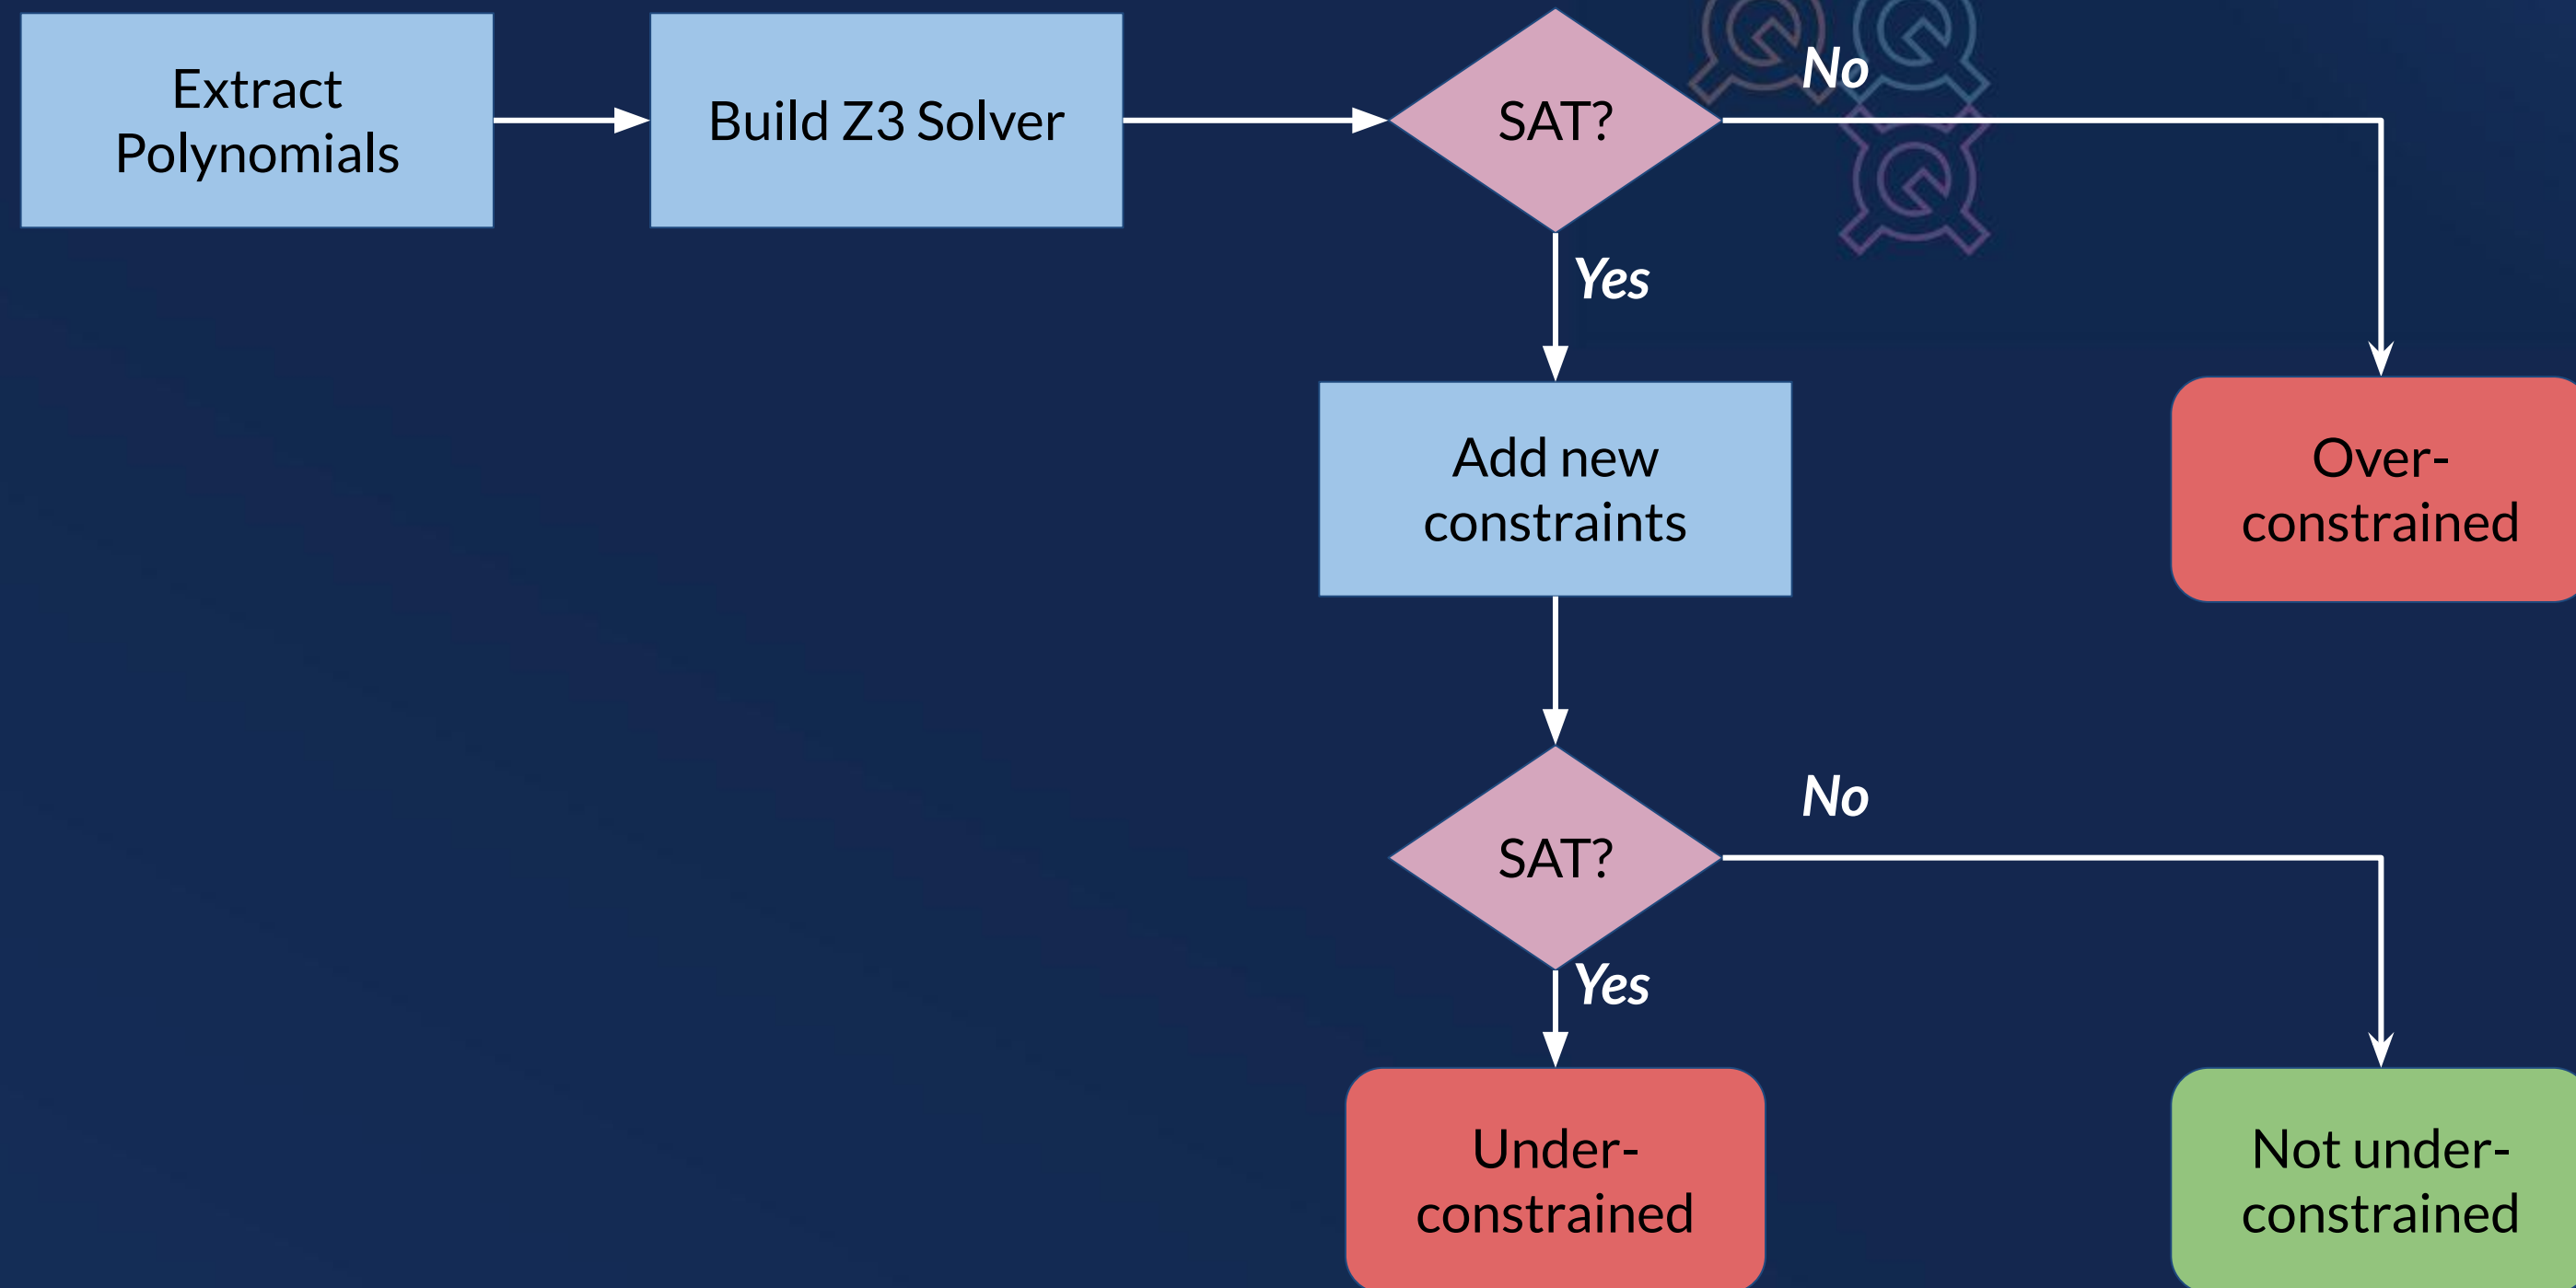 Extract
Polynomials
Build Z3 Solver
SAT?
No
Yes
Add new
constraints
Over-
constrained
SAT?
No
Yes
Under-
constrained
Not under-
constrained